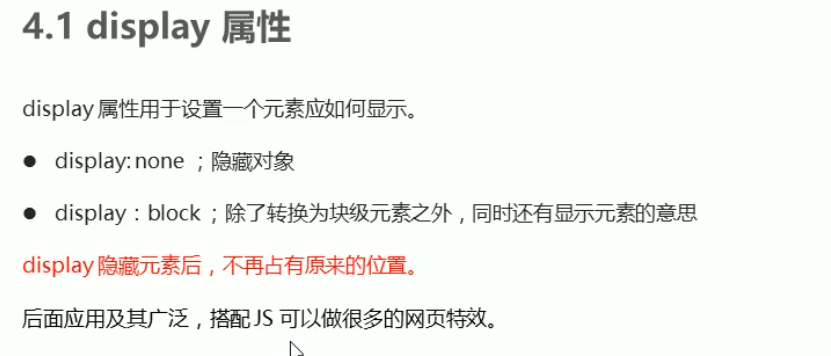 4.1 display 属性
display 属性用于设置一个元素应如何显示。
● display: none ；隐藏对象
● display：block ；除了转换为块级元素之外，同时还有显示元素的意思
display 隐藏元素后，不再占有原来的位置。
后面应用及其广泛，搭配 JS 可以做很多的网页特效。